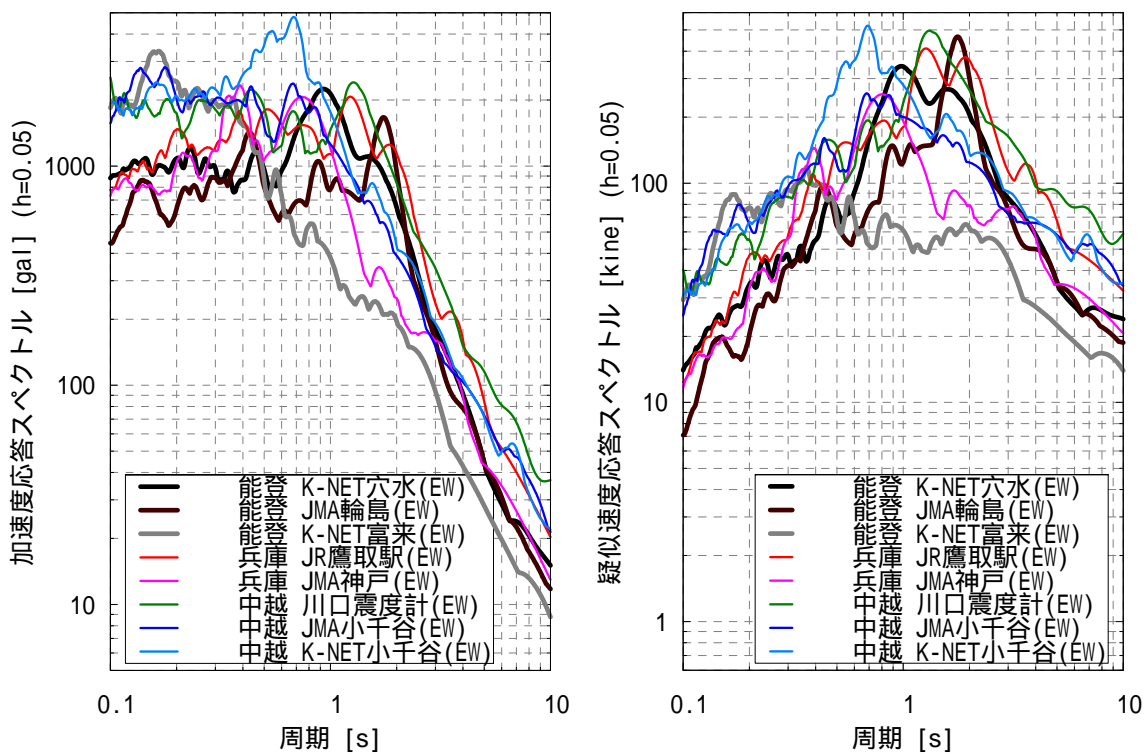 加速度応答スペクトル [gal] (h=0.05)
1000
100
10
能登 K-NET穴水(EW)
能登 JMA輪島(EW)
能登 K-NET富来(EW)
兵庫 JR鷹取駅(EW)
兵庫 JMA神戸(EW)
中越 川口震度計(EW)
中越 JMA小千谷(EW)
中越 K-NET小千谷(EW)
0.1 1 10
周期 [s]
疑似速度応答スペクトル [kine] (h=0.05)
100
10
1
能登 K-NET穴水(EW)
能登 JMA輪島(EW)
能登 K-NET富来(EW)
兵庫 JR鷹取駅(EW)
兵庫 JMA神戸(EW)
中越 川口震度計(EW)
中越 JMA小千谷(EW)
中越 K-NET小千谷(EW)
0.1 1 10
周期 [s]